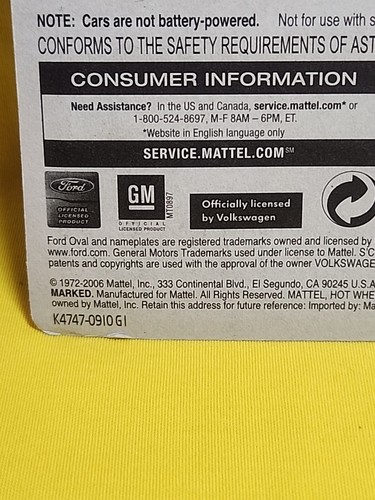 NOTE: Cars are not battery-powered. Not for use with s
CONFORMS TO THE SAFETY REQUIREMENTS OF AST
CONSUMER INFORMATION
Need Assistance? In the US and Canada, service.mattel.com* or
1-800-524-8697, M-F 8AM – 6PM, ET.
*Website in English language only
SERVICE.MATTEL.COM℠
Ford
OFFICIAL
LICENSED
PRODUCT
GM
OFFICIAL
LICENSED PRODUCT
MT0897
Officially licensed
by Volkswagen
Ford Oval and nameplates are registered trademarks owned and licensed by
www.ford.com. General Motors Trademarks used under license to Mattel. S'C
patents and copyrights are used with the approval of the owner VOLKSWAGE
© 1972-2006 Mattel, Inc., 333 Continental Blvd., El Segundo, CA 90245 U.S.A
MARKED. Manufactured for Mattel. All Rights Reserved. MATTEL, HOT WHE
owned by Mattel, Inc. Retain this address for future reference: Imported by: Ma
K4747-0910G1